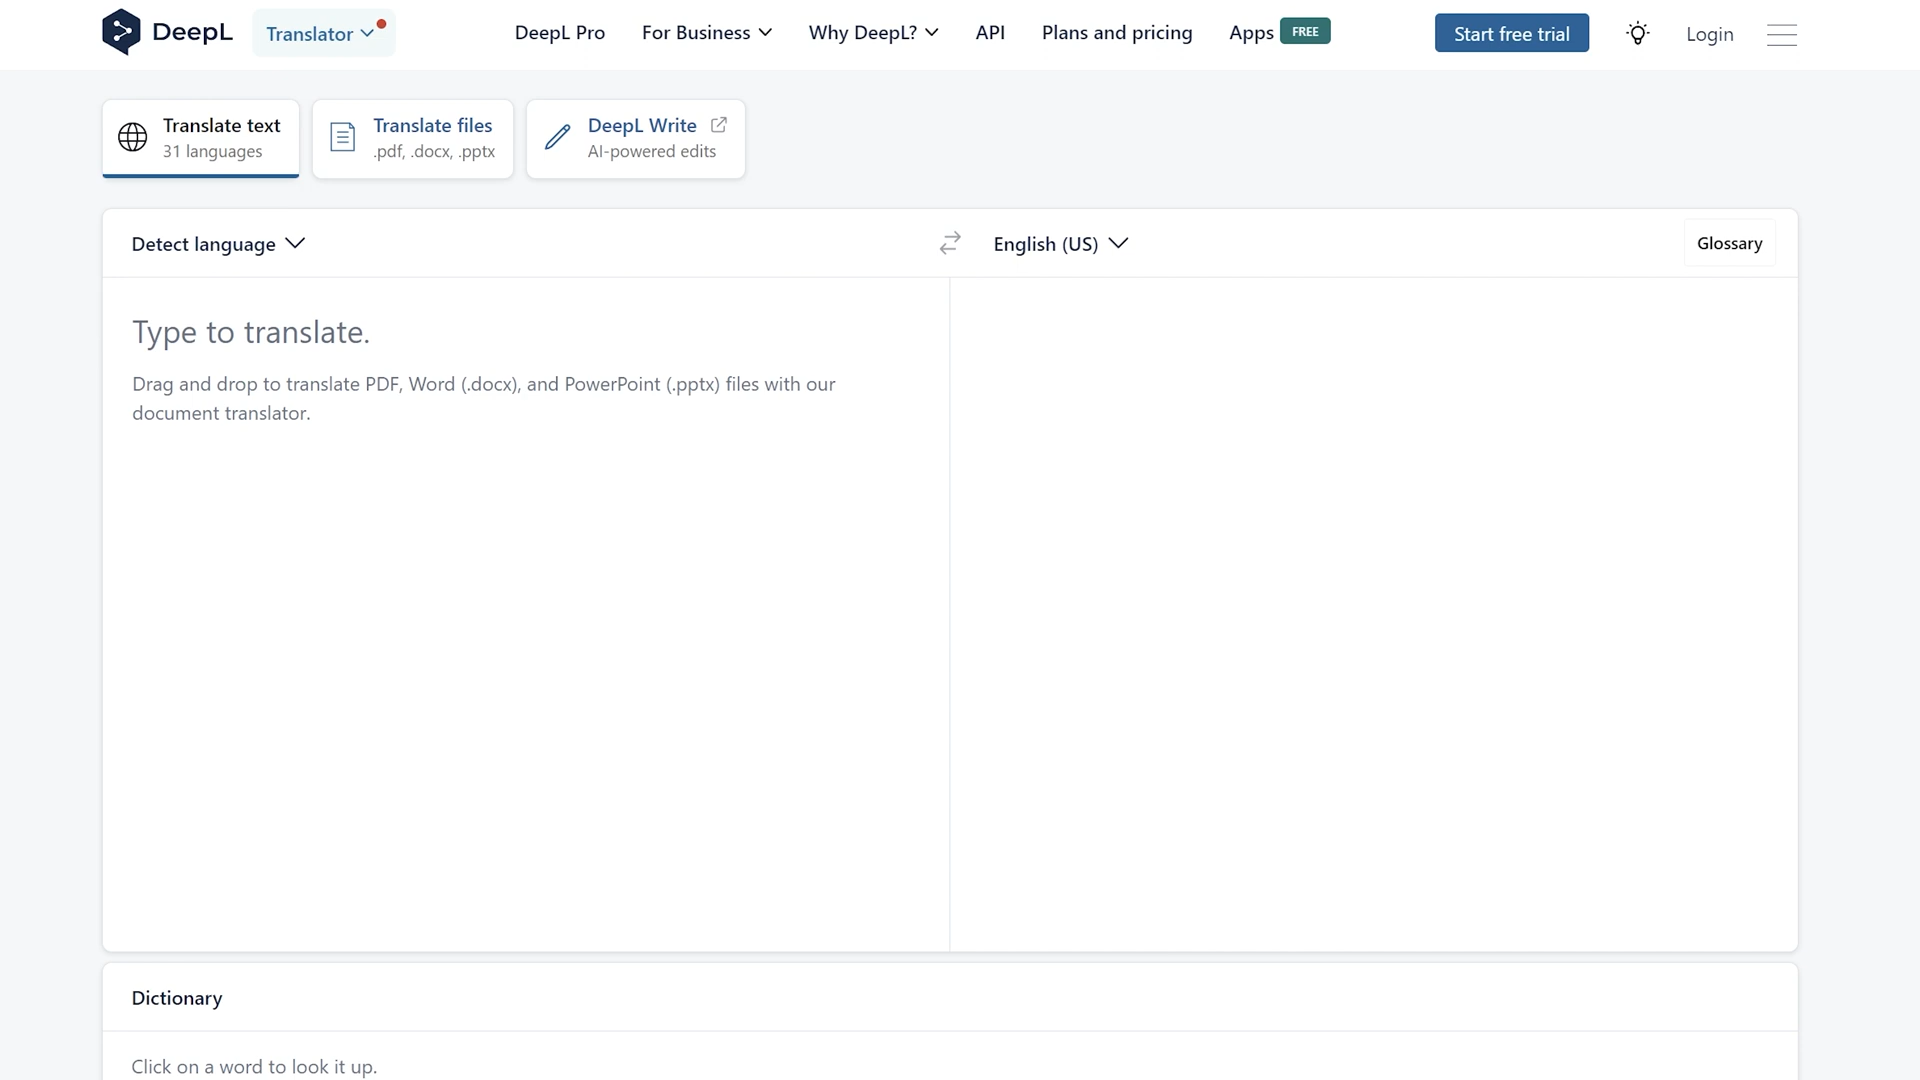 DeepL
Translator
DeepL Pro
For Business
Why DeepL?
API
Plans and pricing
Apps
FREE
Start free trial
Login
Translate text
31 languages
Translate files
.pdf, .docx, .pptx
DeepL Write
AI-powered edits
Detect language
English (US)
Glossary
Type to translate.
Drag and drop to translate PDF, Word (.docx), and PowerPoint (.pptx) files with our
document translator.
Dictionary
Click on a word to look it up.